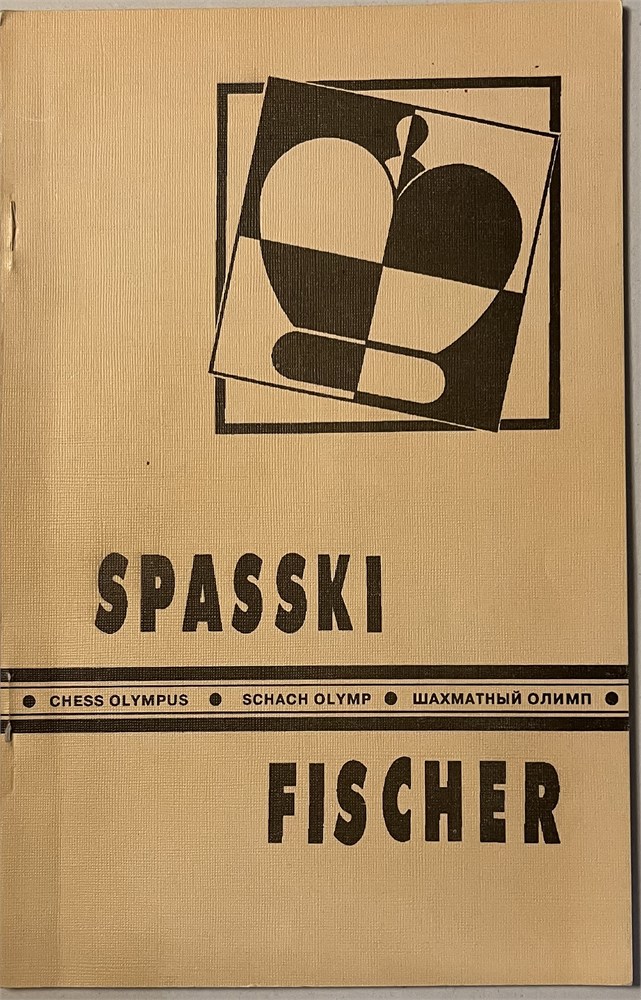 SPASSKI
● CHESS OLYMPUS ● SCHACH OLYMP ● ШАХМАТНЫЙ ОЛИМП ●
FISCHER